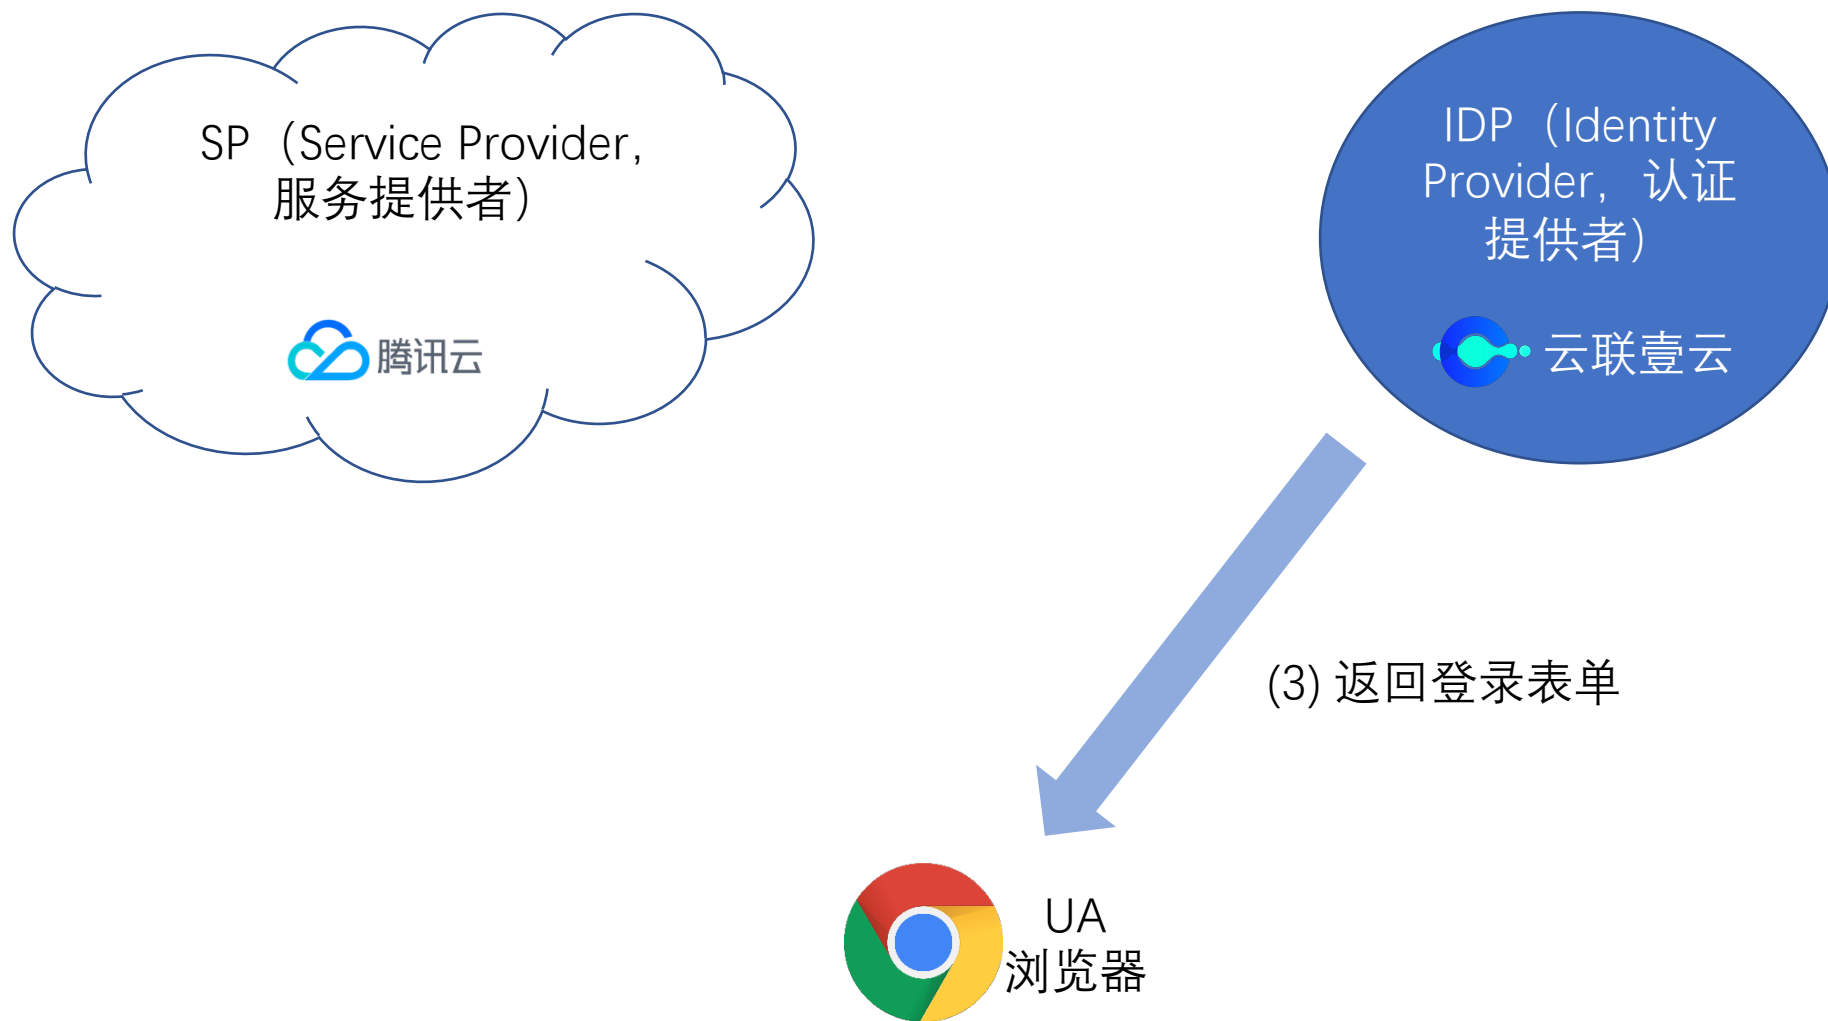 SP（Service Provider,
服务提供者）
腾讯云
IDP（Identity
Provider，认证
提供者）
云联壹云
(3) 返回登录表单
UA
浏览器